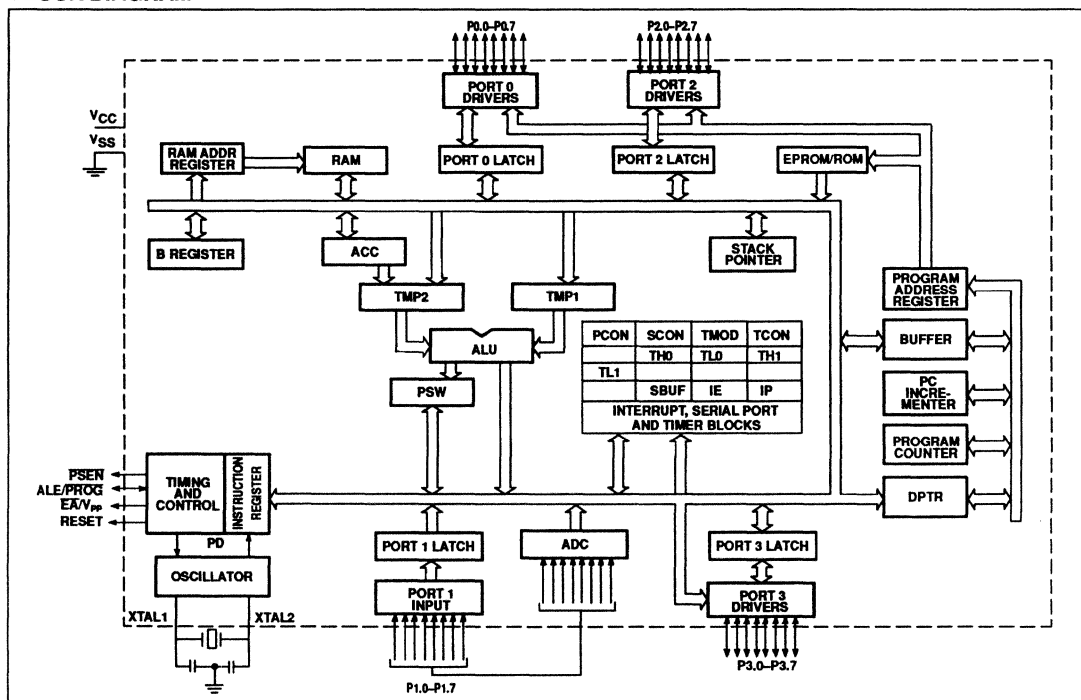 P0.0–P0.7
P2.0–P2.7
PORT 0
DRIVERS
PORT 2
DRIVERS
VCC
VSS
RAM ADDR
REGISTER
RAM
PORT 0 LATCH
PORT 2 LATCH
EPROM/ROM
B REGISTER
ACC
STACK
POINTER
PROGRAM
ADDRESS
REGISTER
TMP2
TMP1
BUFFER
ALU
PCON SCON TMOD TCON
TH0 TL0 TH1
TL1
SBUF IE IP
INTERRUPT, SERIAL PORT
AND TIMER BLOCKS
PSW
PC
INCRE-
MENTER
PROGRAM
COUNTER
DPTR
PSEN
ALE/PROG
EA/VPP
RESET
TIMING
AND
CONTROL
INSTRUCTION
REGISTER
PD
OSCILLATOR
XTAL1
XTAL2
PORT 1 LATCH
PORT 1
INPUT
ADC
PORT 3 LATCH
PORT 3
DRIVERS
P1.0–P1.7
P3.0–P3.7